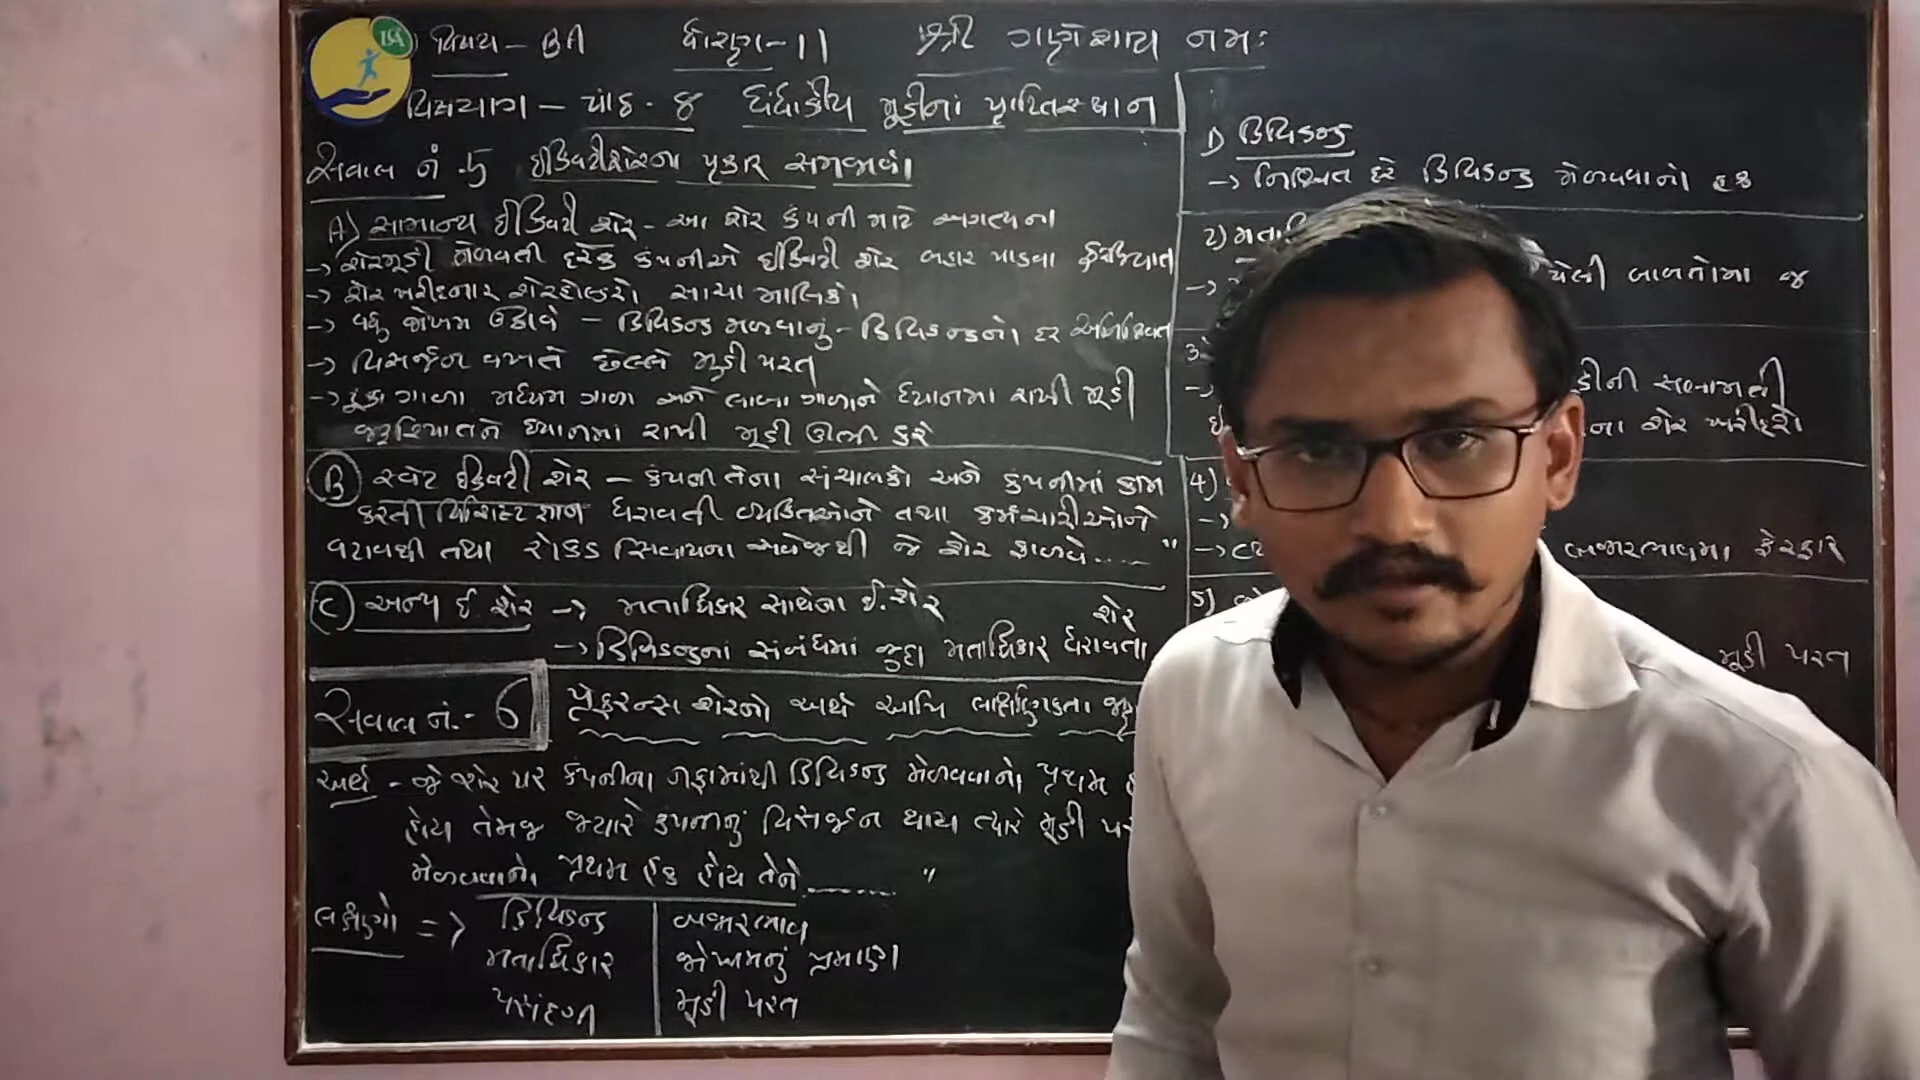 વિષય - BA ધોરણ - 11 શ્રી ગણેશાય નમઃ
વિષયાંગ - પાઠ - ૪ ધંધાકીય મૂડીનાં પ્રાપ્તિસ્થાન
સવાલ નં - 5 ઈક્વિટીશેરના પ્રકાર સમજાવો
A) સામાન્ય ઈક્વિટી શેર - આ શેર કંપની માટે અગત્યના
-> શેરમૂડી મેળવતી દરેક કંપનીએ ઈક્વિટી શેર બહાર પાડવા ફરજિયાત
-> શેર ખરીદનાર શેરહોલ્ડરો સાચા માલિકો
-> વધુ જોખમ ઉઠાવે - ડિવિડન્ડ મળવાનું - ડિવિડન્ડનો દર અનિશ્ચિત
-> વિસર્જન વખતે છેલ્લે મૂડી પરત
-> ટૂંકા ગાળા મધ્યમ ગાળા અને લાંબા ગાળાને ધ્યાનમાં રાખી મૂડી
જરૂરિયાતને ધ્યાનમાં રાખી મૂડી ઊભી કરે
B સ્વેટ ઈક્વિટી શેર - કંપની તેના સંચાલકો અને કંપનીમાં કામ
કરતી વિશિષ્ટ જ્ઞાન ધરાવતી વ્યક્તિઓને તથા કર્મચારીઓને
વટાવથી તથા રોકડ સિવાયના અવેજથી જે શેર ફાળવે....."
C અન્ય ઈ. શેર -> મતાધિકાર સાથેના ઈ. શેર
-> ડિવિડન્ડના સંબંધમાં જુદા મતાધિકાર ધરાવતા શેર
સવાલ નં. - 6 પ્રેફરન્સ શેરનો અર્થ આપી લાક્ષણિકતા
અર્થ - જે શેર પર કંપનીના નફામાંથી ડિવિડન્ડ મેળવવાનો પ્રથમ
હોય તેમજ જ્યારે કંપનીનું વિસર્જન થાય ત્યારે મૂડી
મેળવવાનો પ્રથમ હક હોય તેને ........ "
લક્ષણો => ડિવિડન્ડ | બજારભાવ
મતાધિકાર | જોખમનું પ્રમાણ
પસંદગી | મૂડી પરત
1) ડિવિડન્ડ
-> નિશ્ચિત દરે ડિવિડન્ડ મેળવવાનો હક
2)
-> બાબતોમાં જ
3)
-> સલામતી
ના શેર ખરીદશે
4)
->
-> બજારભાવમાં ફેરફાર
5)
મૂડી પરત